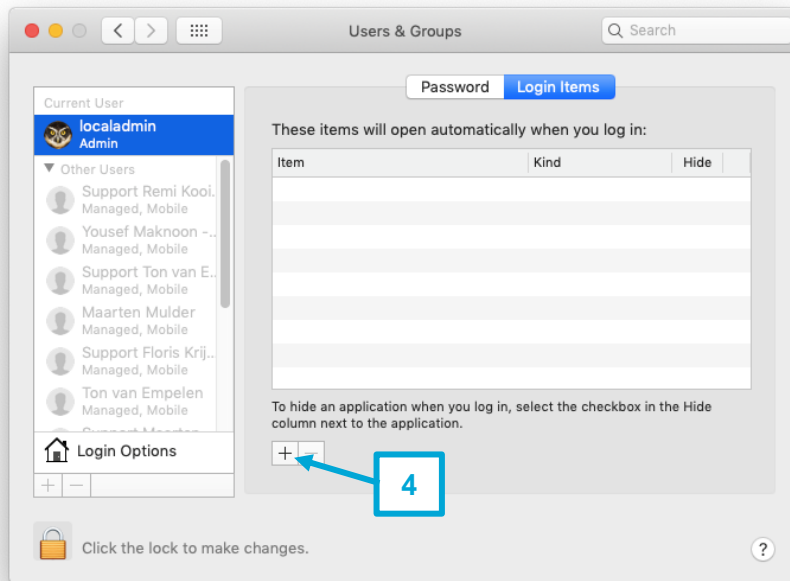 Users & Groups
Search
Password
Login Items
Current User
localadmin
Admin
Other Users
Support Remi Kooi.
Managed, Mobile
Yousef Maknoon -..
Managed, Mobile
Support Ton van E..
Managed, Mobile
Maarten Mulder
Managed, Mobile
Support Floris Krij..
Managed, Mobile
Ton van Empelen
Managed, Mobile
Login Options
+ −
These items will open automatically when you log in:
Item Kind Hide
To hide an application when you log in, select the checkbox in the Hide
column next to the application.
+ −
4
Click the lock to make changes.
?